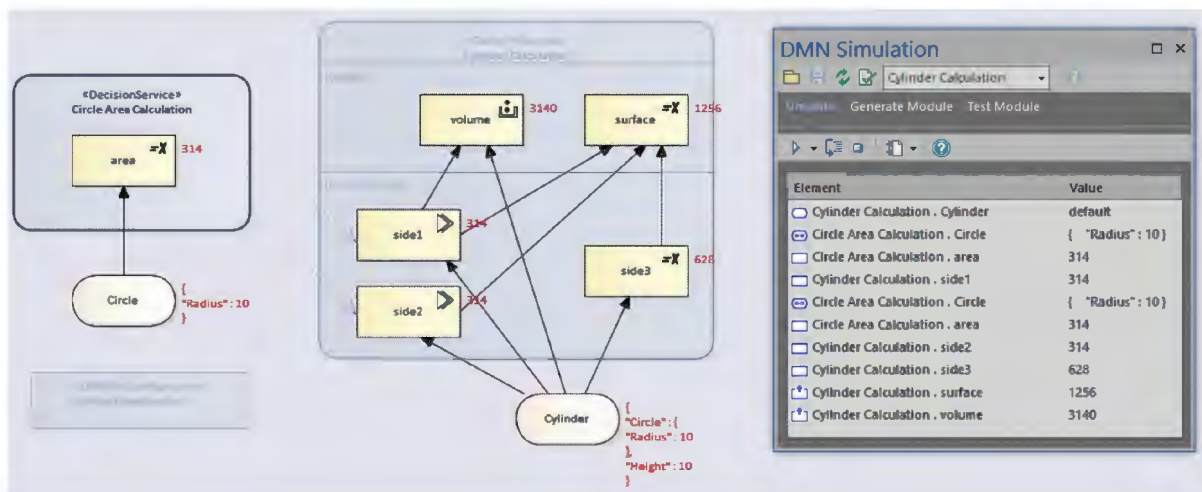 «DecisionService»
Circle Area Calculation
area
=X
314
Circle
{
"Radius" : 10
}
volume
3140
surface
=X
1256
side1
314
side2
314
side3
=X
628
Cylinder
{
"Circle" : {
"Radius" : 10
},
"Height" : 10
}
DMN Simulation
Cylinder Calculation
Simulate Generate Module Test Module
Element Value
Cylinder Calculation . Cylinder default
Circle Area Calculation . Circle { "Radius" : 10 }
Circle Area Calculation . area 314
Cylinder Calculation . side1 314
Circle Area Calculation . Circle { "Radius" : 10 }
Circle Area Calculation . area 314
Cylinder Calculation . side2 314
Cylinder Calculation . side3 628
Cylinder Calculation . surface 1256
Cylinder Calculation . volume 3140